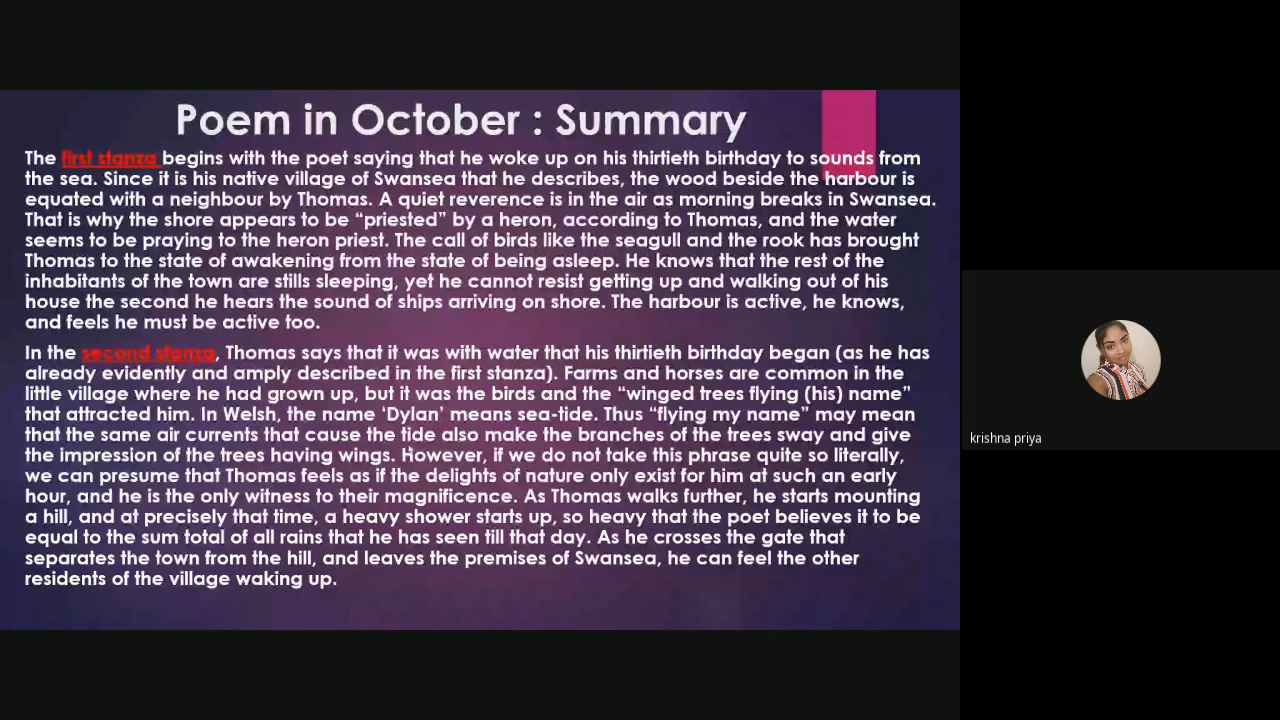 Poem in October : Summary
The first stanza begins with the poet saying that he woke up on his thirtieth birthday to sounds from
the sea. Since it is his native village of Swansea that he describes, the wood beside the harbour is
equated with a neighbour by Thomas. A quiet reverence is in the air as morning breaks in Swansea.
That is why the shore appears to be “priested” by a heron, according to Thomas, and the water
seems to be praying to the heron priest. The call of birds like the seagull and the rook has brought
Thomas to the state of awakening from the state of being asleep. He knows that the rest of the
inhabitants of the town are stills sleeping, yet he cannot resist getting up and walking out of his
house the second he hears the sound of ships arriving on shore. The harbour is active, he knows,
and feels he must be active too.
In the second stanza, Thomas says that it was with water that his thirtieth birthday began (as he has
already evidently and amply described in the first stanza). Farms and horses are common in the
little village where he had grown up, but it was the birds and the “winged trees flying (his) name”
that attracted him. In Welsh, the name ‘Dylan’ means sea-tide. Thus “flying my name” may mean
that the same air currents that cause the tide also make the branches of the trees sway and give
the impression of the trees having wings. However, if we do not take this phrase quite so literally,
we can presume that Thomas feels as if the delights of nature only exist for him at such an early
hour, and he is the only witness to their magnificence. As Thomas walks further, he starts mounting
a hill, and at precisely that time, a heavy shower starts up, so heavy that the poet believes it to be
equal to the sum total of all rains that he has seen till that day. As he crosses the gate that
separates the town from the hill, and leaves the premises of Swansea, he can feel the other
residents of the village waking up.
krishna priya